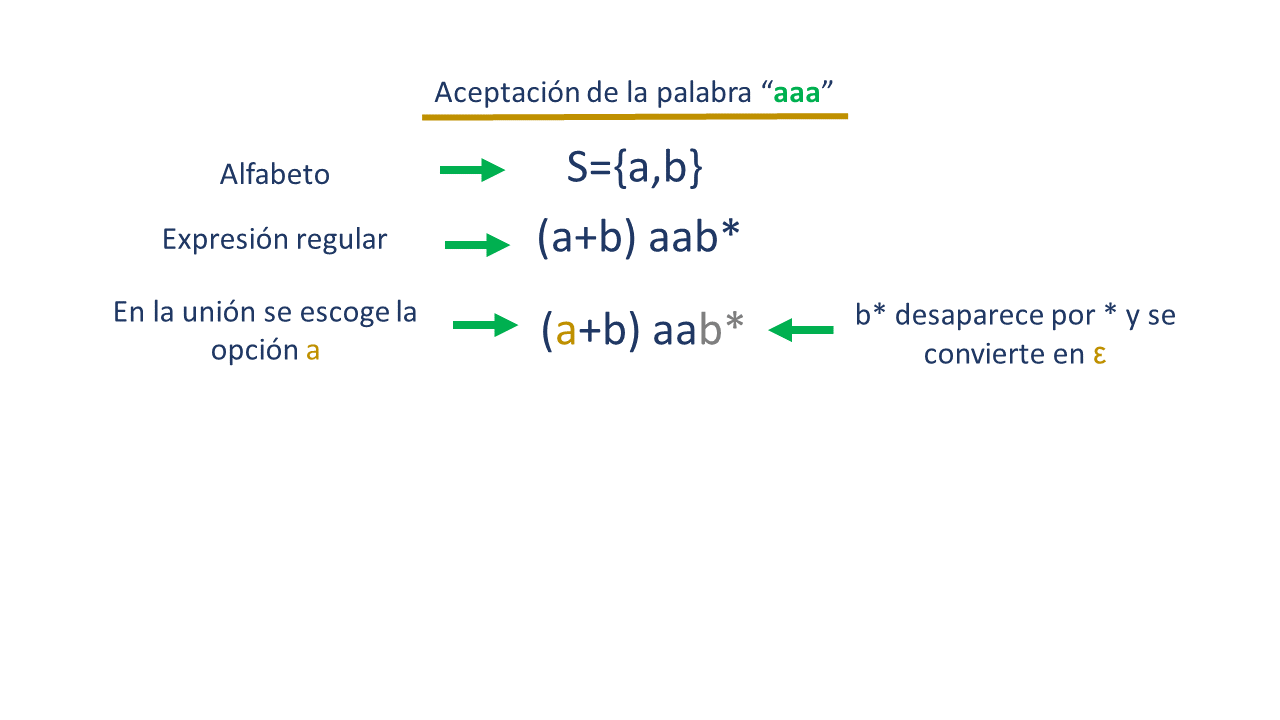 Aceptación de la palabra “aaa”
Alfabeto
S={a,b}
Expresión regular
(a+b) aab*
En la unión se escoge la
opción a
(a+b) aab*
b* desaparece por * y se
convierte en ε